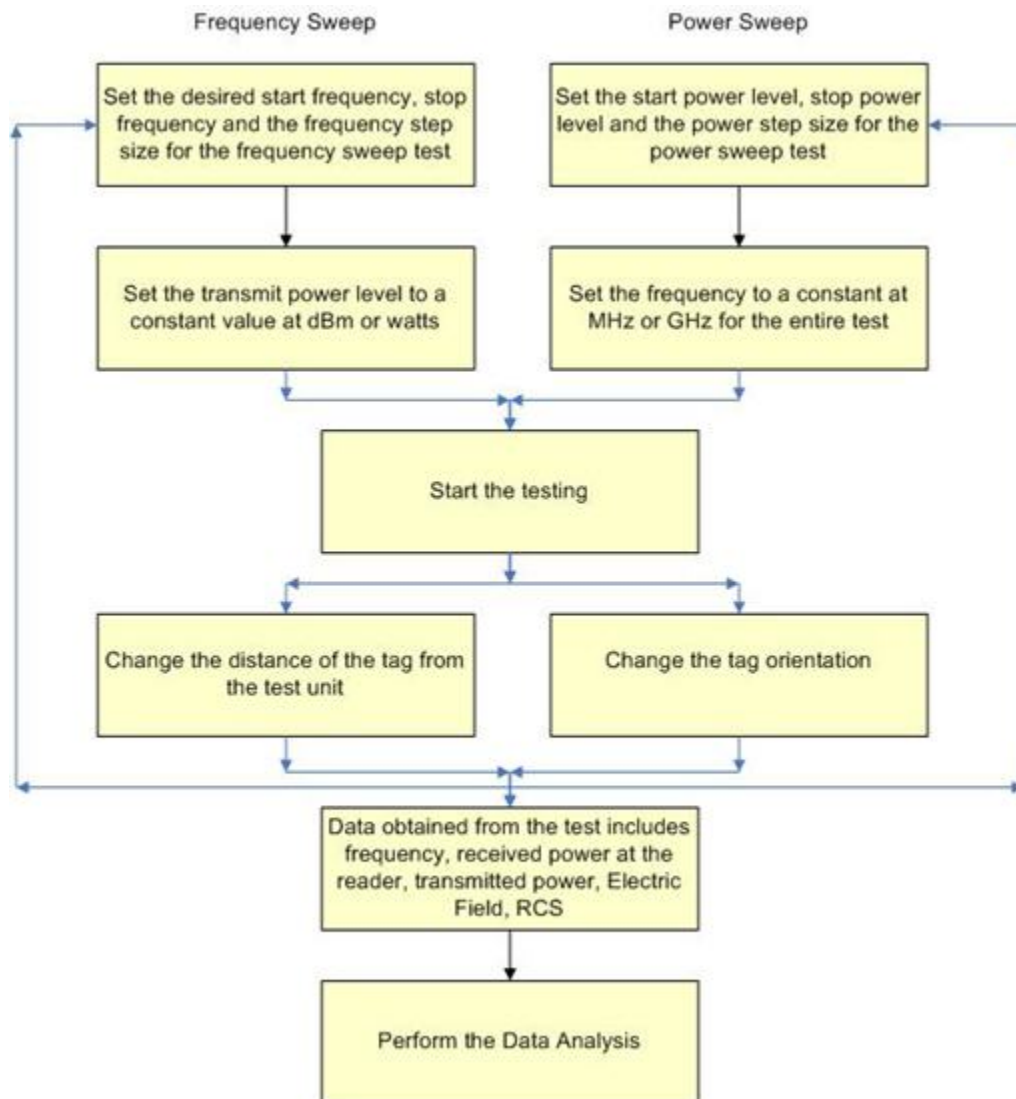 Frequency Sweep
Power Sweep
Set the desired start frequency, stop
frequency and the frequency step
size for the frequency sweep test
Set the start power level, stop power
level and the power step size for the
power sweep test
Set the transmit power level to a
constant value at dBm or watts
Set the frequency to a constant at
MHz or GHz for the entire test
Start the testing
Change the distance of the tag from
the test unit
Change the tag orientation
Data obtained from the test includes
frequency, received power at the
reader, transmitted power, Electric
Field, RCS
Perform the Data Analysis